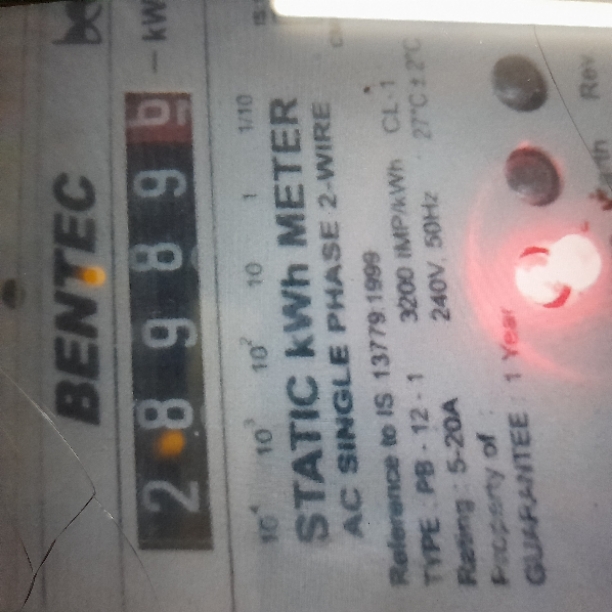 BENTEC
2 8 9 8 9 6 - kW
10⁴ 10³ 10² 10 1 1/10
STATIC kWh METER
AC SINGLE PHASE 2-WIRE
Reference to IS 13779:1999 CL-1
TYPE : PB - 12 - 1 3200 IMP/kWh 27°C ± 2°C
Rating : 5-20A 240V, 50Hz
Property of :
GUARANTEE : 1 Year
Rev